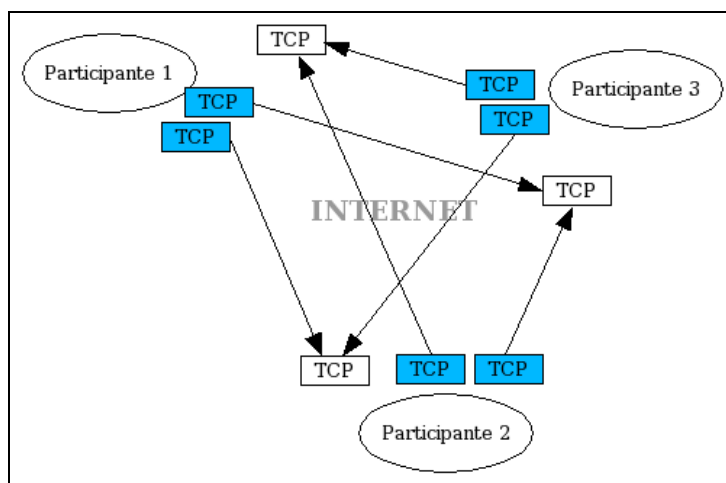 TCP
Participante 1
TCP
Participante 3
TCP
TCP
TCP
TCP
INTERNET
TCP
TCP
TCP
Participante 2